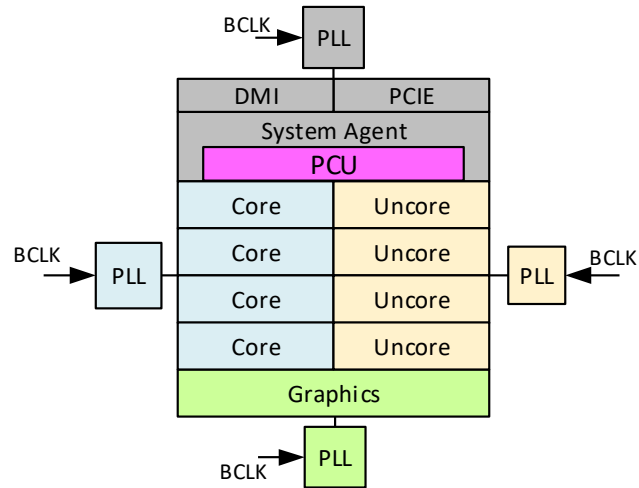 BCLK
PLL
DMI PCIE
System Agent
PCU
Core Uncore
Core Uncore
BCLK PLL PLL BCLK
Core Uncore
Core Uncore
Graphics
PLL
BCLK